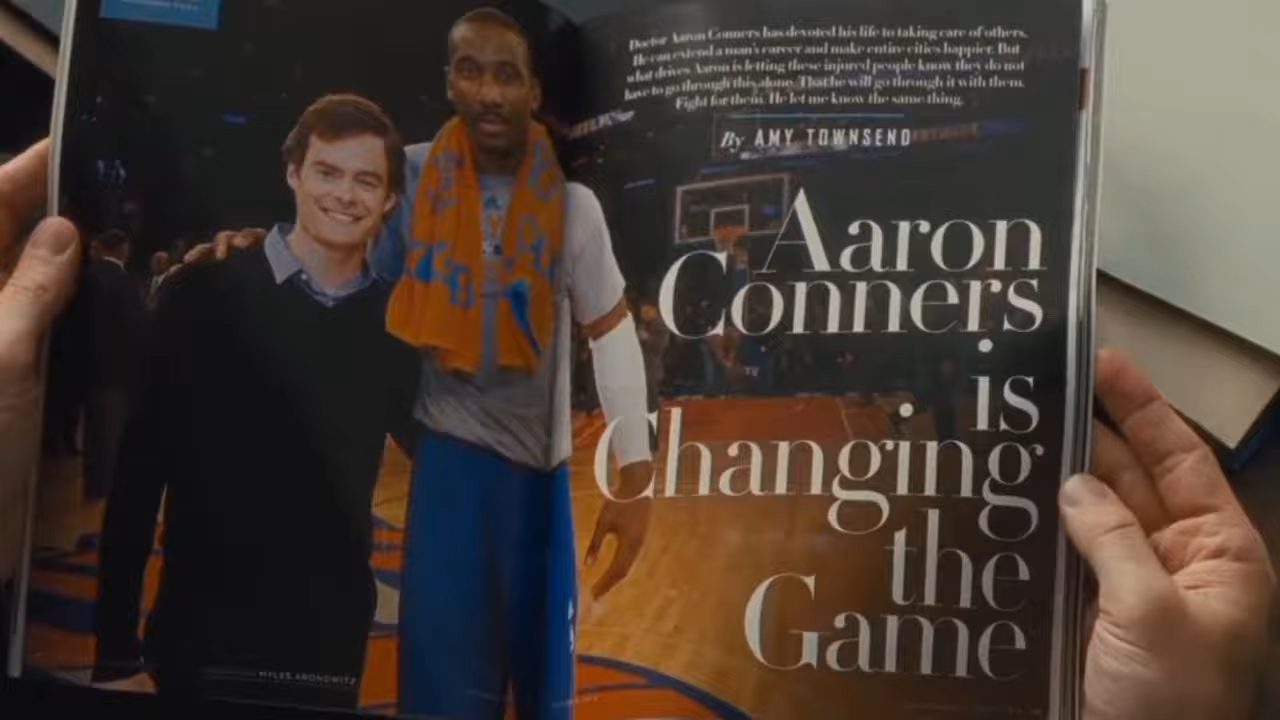 Doctor Aaron Conners has devoted his life to taking care of others.
He can extend a man's career and make entire cities happier. But
what drives Aaron is letting these injured people know they do not
have to go through this alone. That he will go through it with them.
Fight for them. He let me know the same thing.
By AMY TOWNSEND
Aaron
Conners
is
Changing
the
Game
MYLES ARONOWITZ